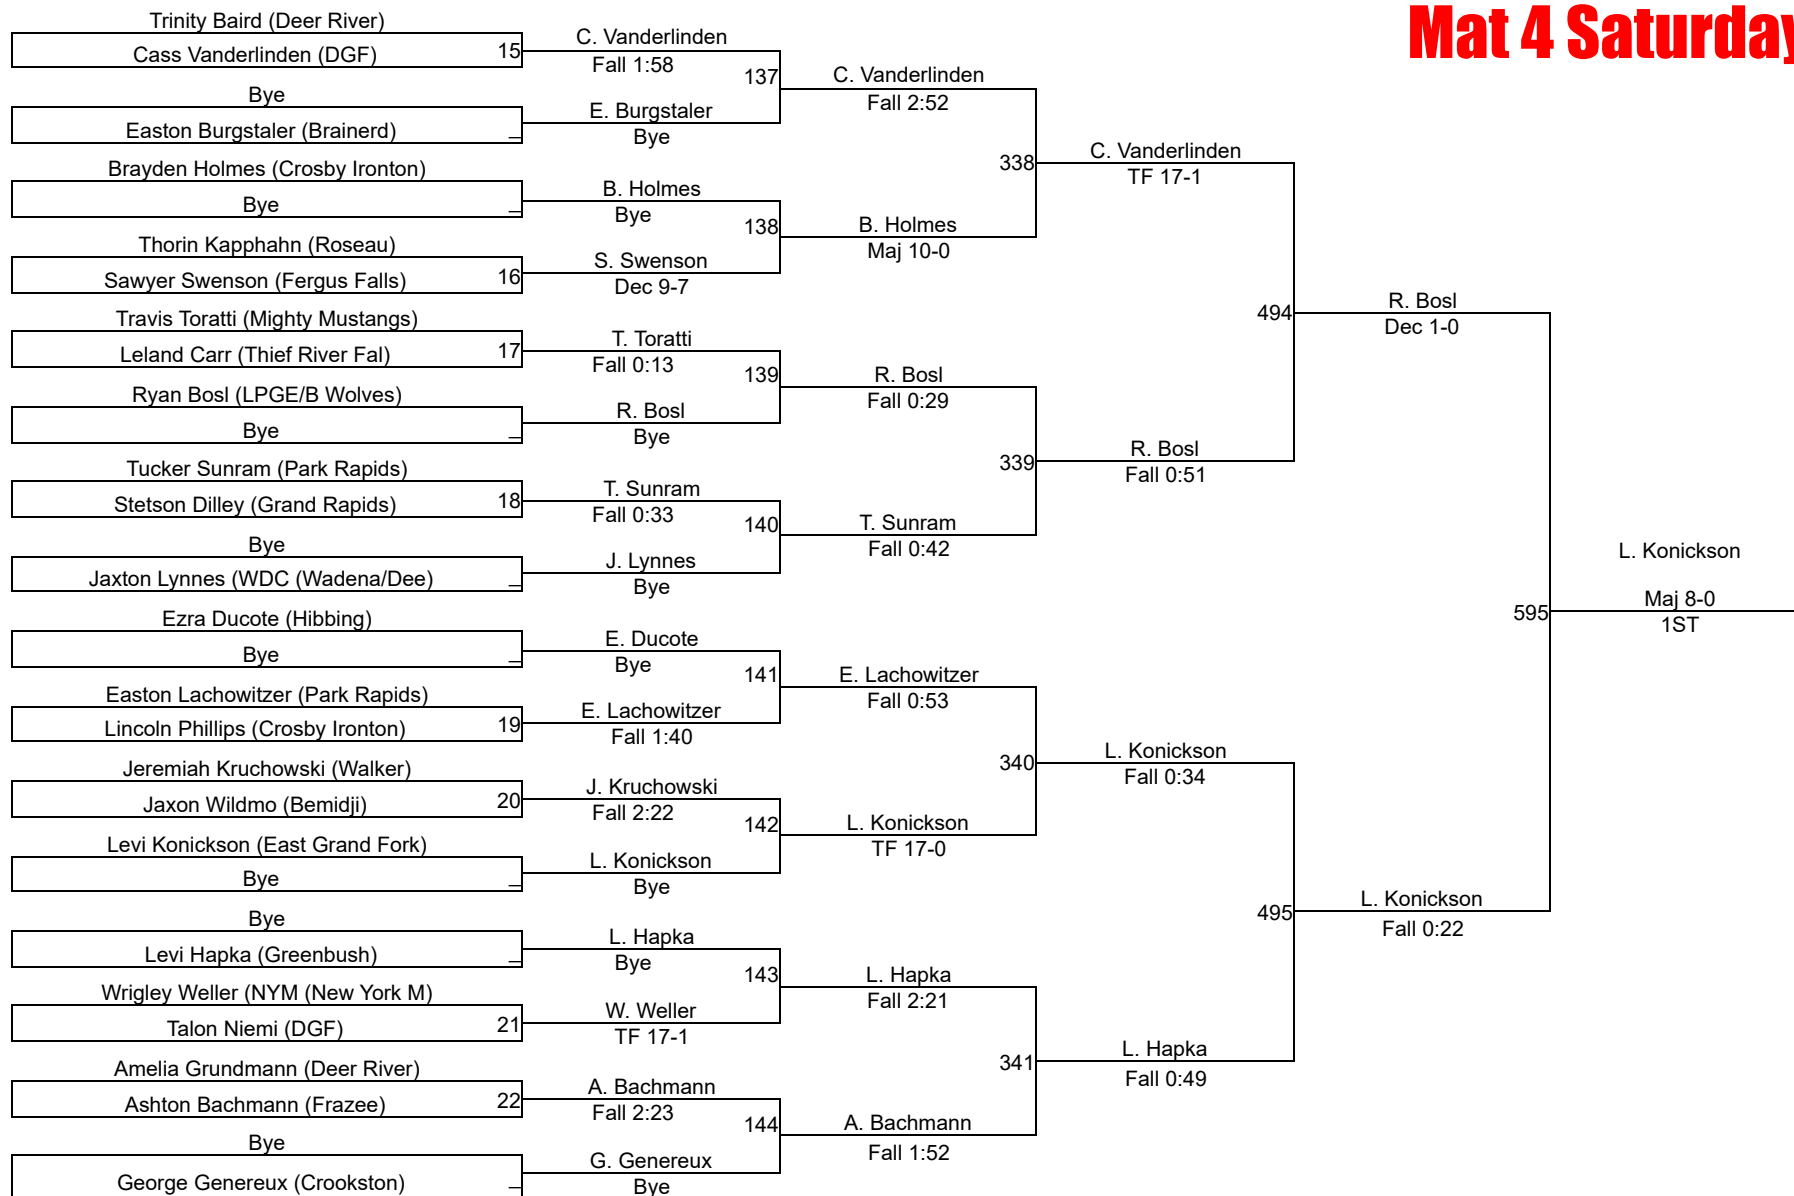 Mat 4 Saturday
Trinity Baird (Deer River)
Cass Vanderlinden (DGF) 15
Bye
Easton Burgstaler (Brainerd) _
Brayden Holmes (Crosby Ironton)
Bye _
Thorin Kapphahn (Roseau)
Sawyer Swenson (Fergus Falls) 16
Travis Toratti (Mighty Mustangs)
Leland Carr (Thief River Fal) 17
Ryan Bosl (LPGE/B Wolves)
Bye _
Tucker Sunram (Park Rapids)
Stetson Dilley (Grand Rapids) 18
Bye
Jaxton Lynnes (WDC (Wadena/Dee) _
Ezra Ducote (Hibbing)
Bye _
Easton Lachowitzer (Park Rapids)
Lincoln Phillips (Crosby Ironton) 19
Jeremiah Kruchowski (Walker)
Jaxon Wildmo (Bemidji) 20
Levi Konickson (East Grand Fork)
Bye _
Bye
Levi Hapka (Greenbush) _
Wrigley Weller (NYM (New York M)
Talon Niemi (DGF) 21
Amelia Grundmann (Deer River)
Ashton Bachmann (Frazee) 22
Bye
George Genereux (Crookston) _
C. Vanderlinden
Fall 1:58
137
E. Burgstaler
Bye
B. Holmes
Bye
138
S. Swenson
Dec 9-7
T. Toratti
Fall 0:13
139
R. Bosl
Bye
T. Sunram
Fall 0:33
140
J. Lynnes
Bye
E. Ducote
Bye
141
E. Lachowitzer
Fall 1:40
J. Kruchowski
Fall 2:22
142
L. Konickson
Bye
L. Hapka
Bye
143
W. Weller
TF 17-1
A. Bachmann
Fall 2:23
144
G. Genereux
Bye
C. Vanderlinden
Fall 2:52
338
B. Holmes
Maj 10-0
R. Bosl
Fall 0:29
339
T. Sunram
Fall 0:42
E. Lachowitzer
Fall 0:53
340
L. Konickson
TF 17-0
L. Hapka
Fall 2:21
341
A. Bachmann
Fall 1:52
C. Vanderlinden
TF 17-1
494
R. Bosl
Fall 0:51
L. Konickson
Fall 0:34
495
L. Hapka
Fall 0:49
R. Bosl
Dec 1-0
595
L. Konickson
Fall 0:22
L. Konickson
Maj 8-0
1ST